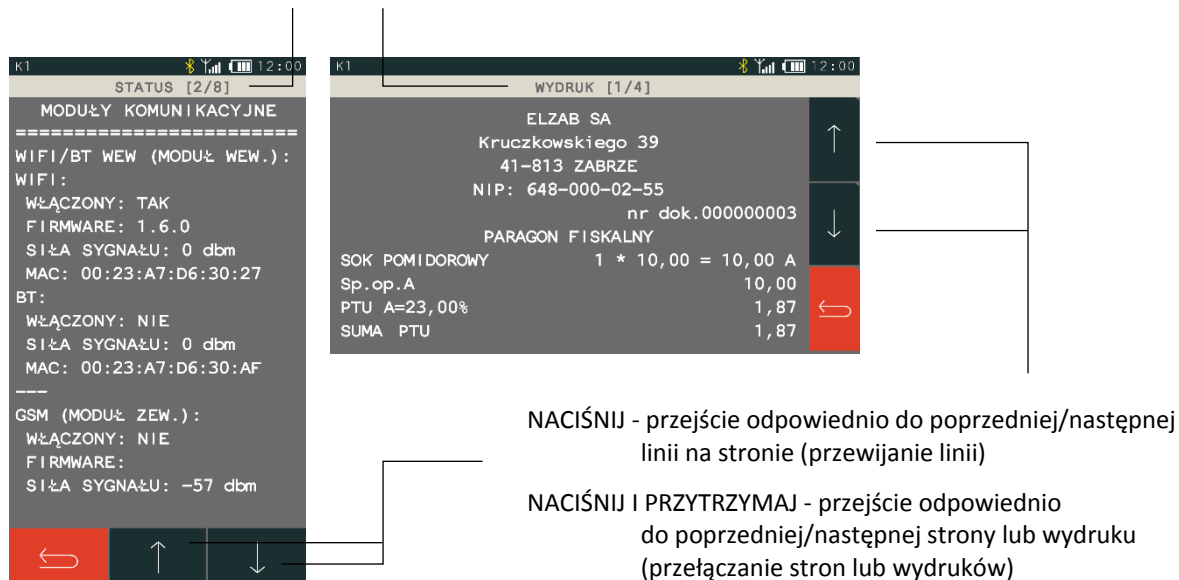 K1 12:00
STATUS [2/8]
MODUŁY KOMUNIKACYJNE
========================
WIFI/BT WEW (MODUŁ WEW.):
WIFI:
WŁĄCZONY: TAK
FIRMWARE: 1.6.0
SIŁA SYGNAŁU: 0 dbm
MAC: 00:23:A7:D6:30:27
BT:
WŁĄCZONY: NIE
SIŁA SYGNAŁU: 0 dbm
MAC: 00:23:A7:D6:30:AF
---
GSM (MODUŁ ZEW.):
WŁĄCZONY: NIE
FIRMWARE:
SIŁA SYGNAŁU: -57 dbm
K1 12:00
WYDRUK [1/4]
ELZAB SA
Kruczkowskiego 39
41-813 ZABRZE
NIP: 648-000-02-55
nr dok.000000003
PARAGON FISKALNY
SOK POMIDOROWY 1 * 10,00 = 10,00 A
Sp.op.A 10,00
PTU A=23,00% 1,87
SUMA PTU 1,87
NACIŚNIJ - przejście odpowiednio do poprzedniej/następnej
linii na stronie (przewijanie linii)
NACIŚNIJ I PRZYTRZYMAJ - przejście odpowiednio
do poprzedniej/następnej strony lub wydruku
(przełączanie stron lub wydruków)